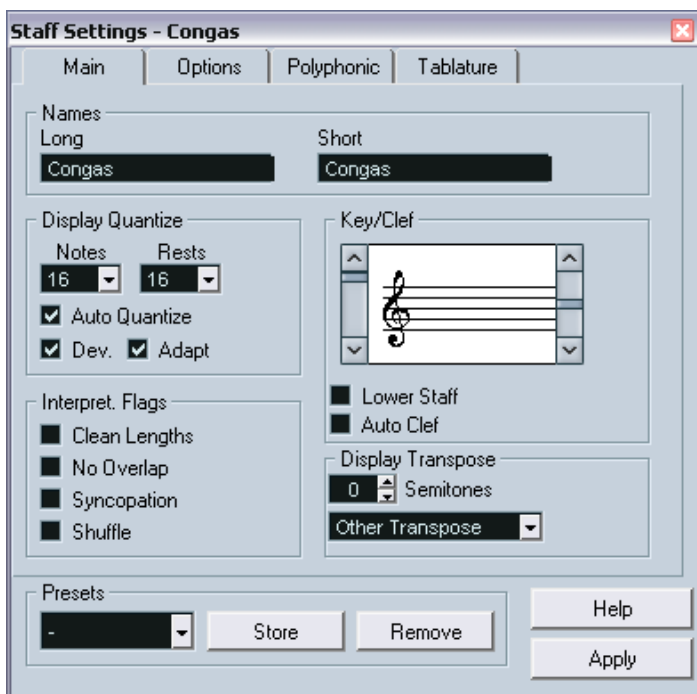 Staff Settings - Congas
Main Options Polyphonic Tablature
Names
Long Short
Congas Congas
Display Quantize
Notes Rests
16 16
Auto Quantize
Dev. Adapt
Key/Clef
Lower Staff
Auto Clef
Interpret. Flags
Clean Lengths
No Overlap
Syncopation
Shuffle
Display Transpose
0 Semitones
Other Transpose
Presets
- Store Remove
Help
Apply